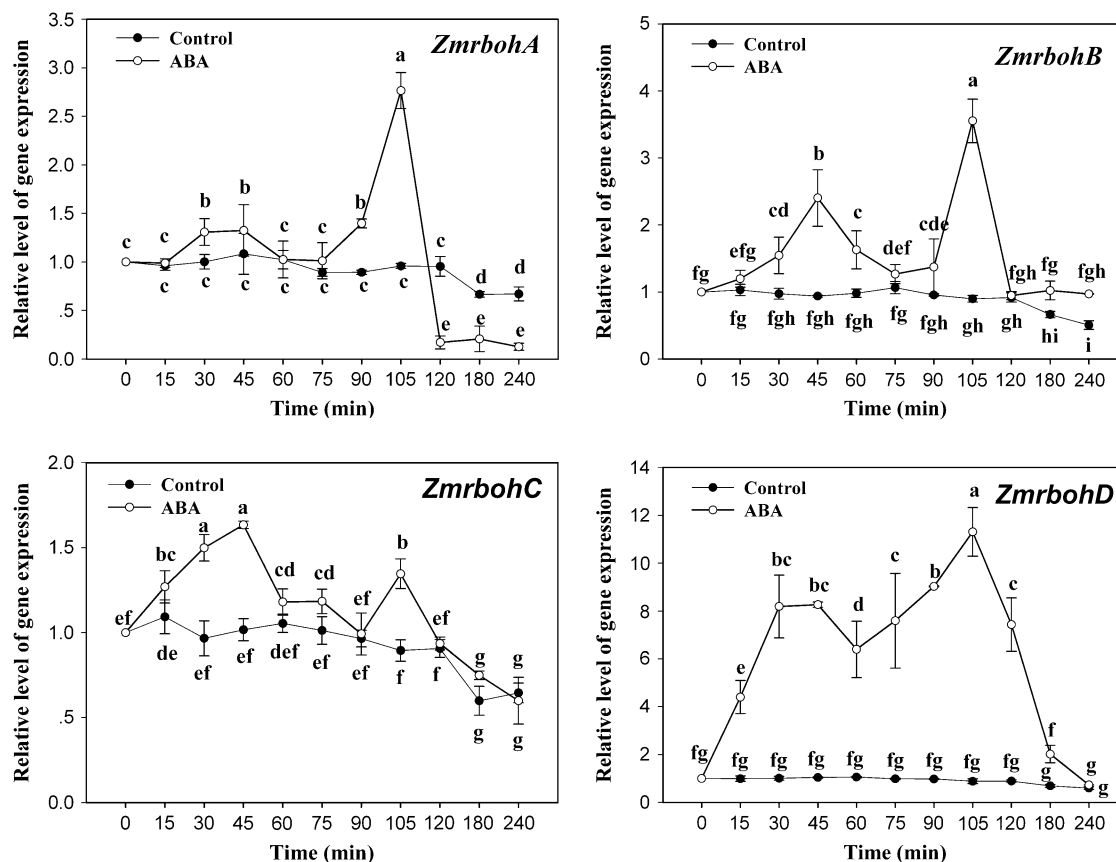 ZmrbohA
Control
ABA
Relative level of gene expression
3.5
3.0
2.5
2.0
1.5
1.0
.5
0.0
a
b b b
c c c c c
d d
c c c c c c
e e e
0 15 30 45 60 75 90 105 120 180 240
Time (min)
ZmrbohB
Control
ABA
Relative level of gene expression
5
4
3
2
1
0
a
b
cd c cde
efg def
fg fgh fg fgh
fg fgh fgh fgh fg fgh gh gh hi i
0 15 30 45 60 75 90 105 120 180 240
Time (min)
ZmrbohC
Control
ABA
Relative level of gene expression
2.0
1.5
1.0
.5
0.0
a a
bc b
cd cd
ef ef ef
g g
de ef ef def ef ef f f
g g
0 15 30 45 60 75 90 105 120 180 240
Time (min)
ZmrbohD
Control
ABA
Relative level of gene expression
14
12
10
8
6
4
2
0
a
bc bc c b c
d
e
f
fg fg fg fg fg fg fg fg fg g g g
0 15 30 45 60 75 90 105 120 180 240
Time (min)